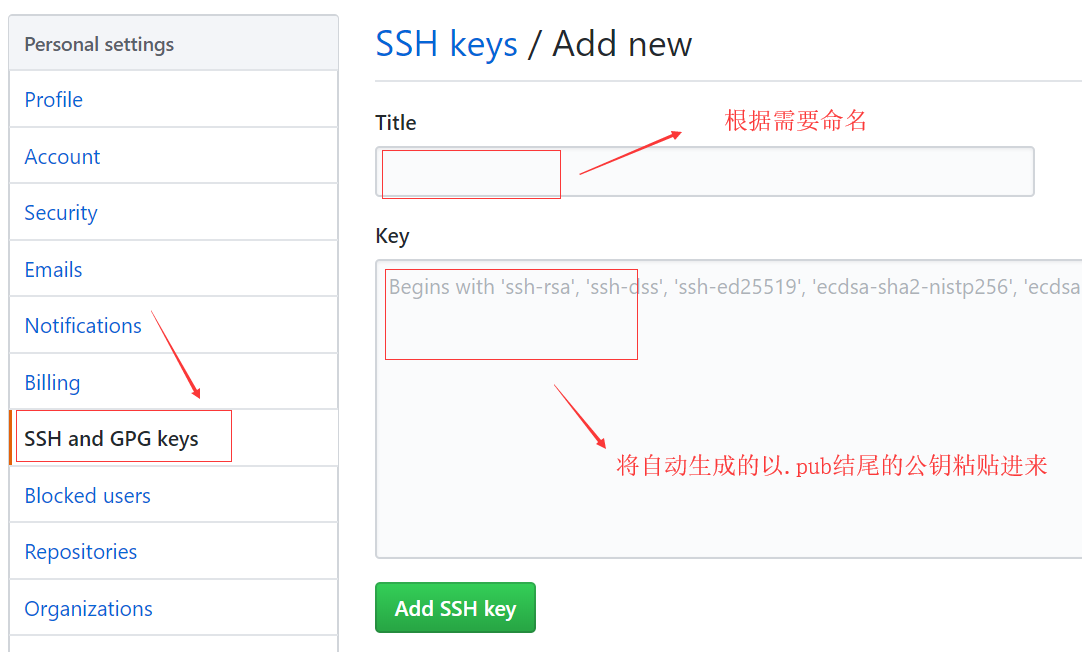 Personal settings
Profile
Account
Security
Emails
Notifications
Billing
SSH and GPG keys
Blocked users
Repositories
Organizations
SSH keys / Add new
Title
根据需要命名
Key
Begins with 'ssh-rsa', 'ssh-dss', 'ssh-ed25519', 'ecdsa-sha2-nistp256', 'ecdsa
将自动生成的以.pub结尾的公钥粘贴进来
Add SSH key